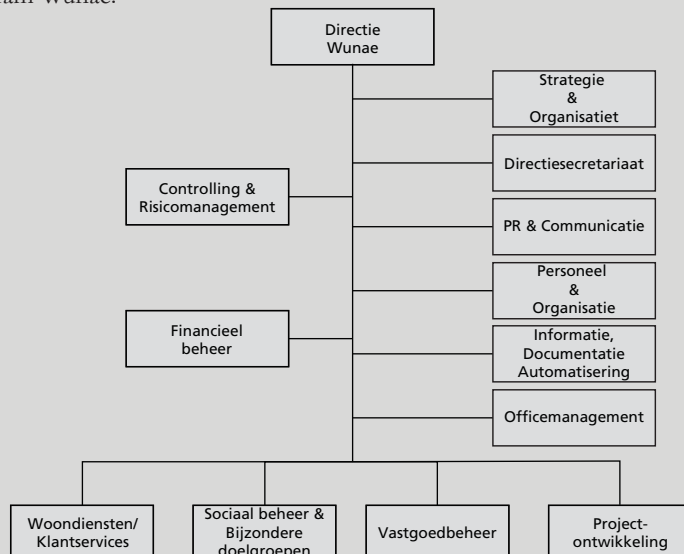 Wunae.
Directie
Wunae
Strategie
&
Organisatiet
Directiesecretariaat
Controlling &
Risicomanagement
PR & Communicatie
Personeel
&
Organisatie
Financieel
beheer
Informatie,
Documentatie
Automatisering
Officemanagement
Woondiensten/
Klantservices
Sociaal beheer &
Bijzondere
doelgroepen
Vastgoedbeheer
Project-
ontwikkeling